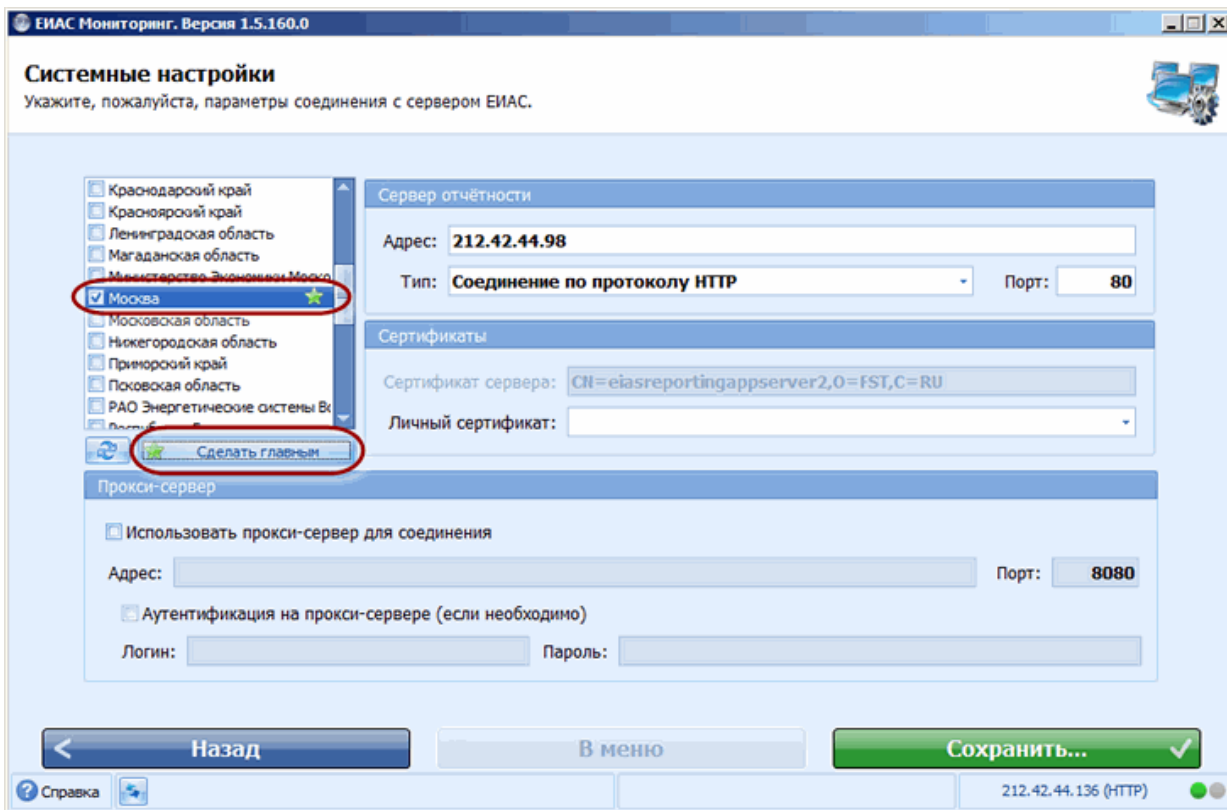 ЕИАС Мониторинг. Версия 1.5.160.0
Системные настройки
Укажите, пожалуйста, параметры соединения с сервером ЕИАС.
Краснодарский край
Красноярский край
Ленинградская область
Магаданская область
Министерство Экономики Моско
Москва
Московская область
Нижегородская область
Приморский край
Псковская область
РАО Энергетические системы Во
Сделать главным
Сервер отчётности
Адрес: 212.42.44.98
Тип: Соединение по протоколу HTTP Порт: 80
Сертификаты
Сертификат сервера: CN=eiasreportingappserver2,O=FST,C=RU
Личный сертификат:
Прокси-сервер
Использовать прокси-сервер для соединения
Адрес: Порт: 8080
Аутентификация на прокси-сервере (если необходимо)
Логин: Пароль:
< Назад
В меню
Сохранить...
Справка
212.42.44.136 (HTTP)